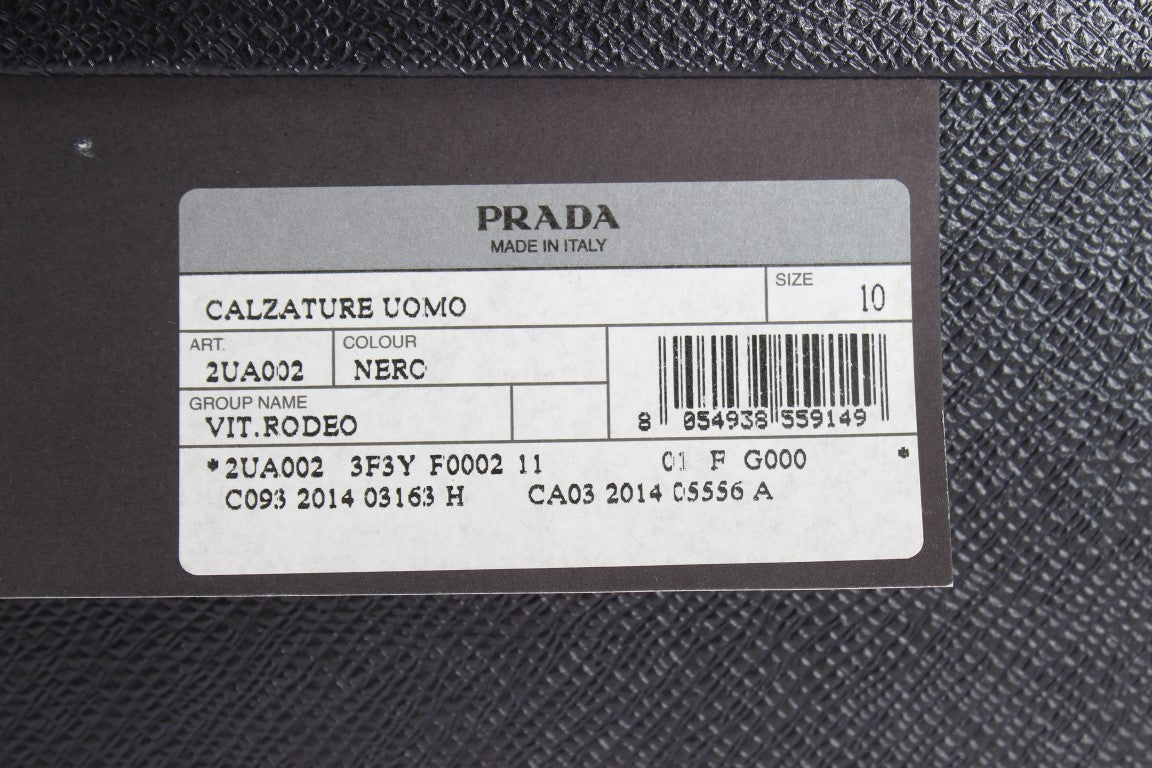 PRADA
MADE IN ITALY
CALZATURE UOMO
SIZE
10
ART.
2UA002
COLOUR
NERO
GROUP NAME
VIT.RODEO
8 054938 559149
*2UA002 3F3Y F0002 11 01 F G000 *
C093 2014 03163 H CA03 2014 05556 A